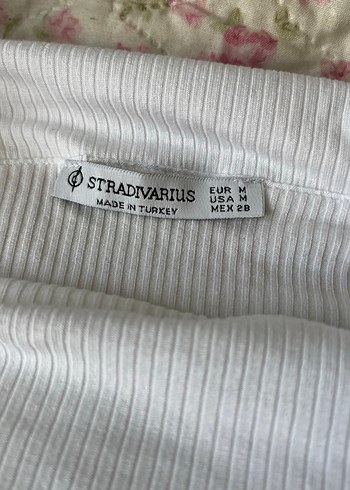 STRADIVARIUS
MADE IN TURKEY
EUR M
USA M
MEX 28